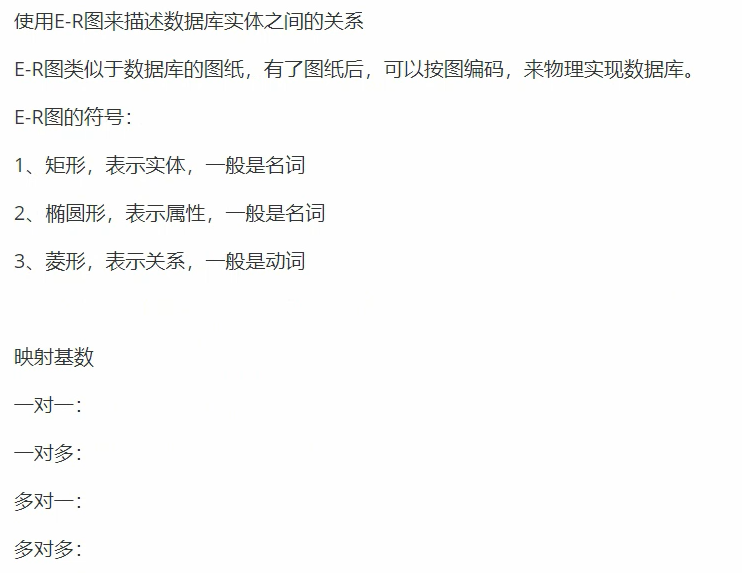 使用E-R图来描述数据库实体之间的关系
E-R图类似于数据库的图纸，有了图纸后，可以按图编码，来物理实现数据库。
E-R图的符号：
1、矩形，表示实体，一般是名词
2、椭圆形，表示属性，一般是名词
3、菱形，表示关系，一般是动词
映射基数
一对一：
一对多：
多对一：
多对多：